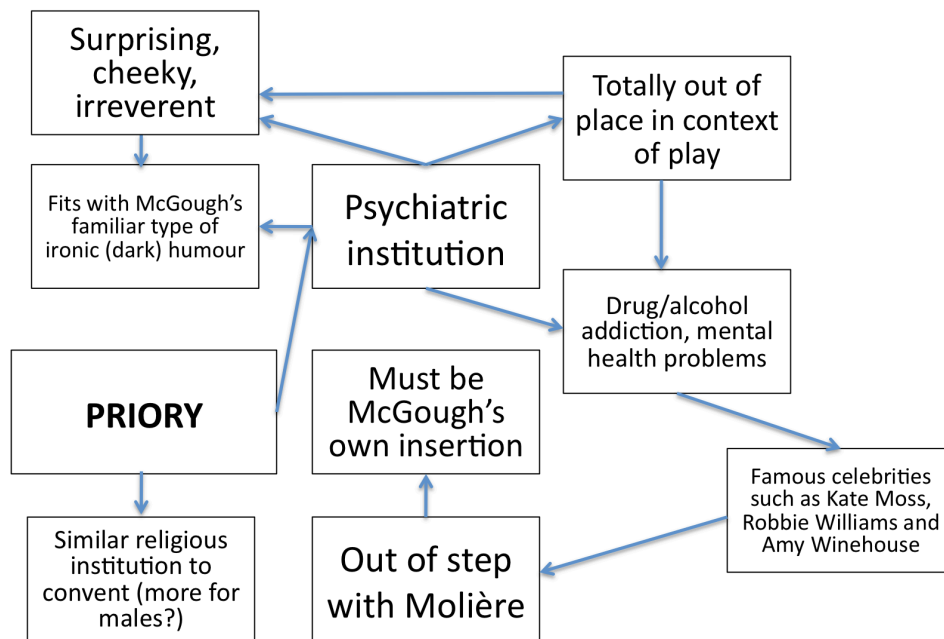 Surprising,
cheeky,
irreverent
Totally out of
place in context
of play
Fits with McGough’s
familiar type of
ironic (dark) humour
Psychiatric
institution
Drug/alcohol
addiction, mental
health problems
PRIORY
Must be
McGough’s
own insertion
Famous celebrities
such as Kate Moss,
Robbie Williams and
Amy Winehouse
Similar religious
institution to
convent (more for
males?)
Out of step
with Molière